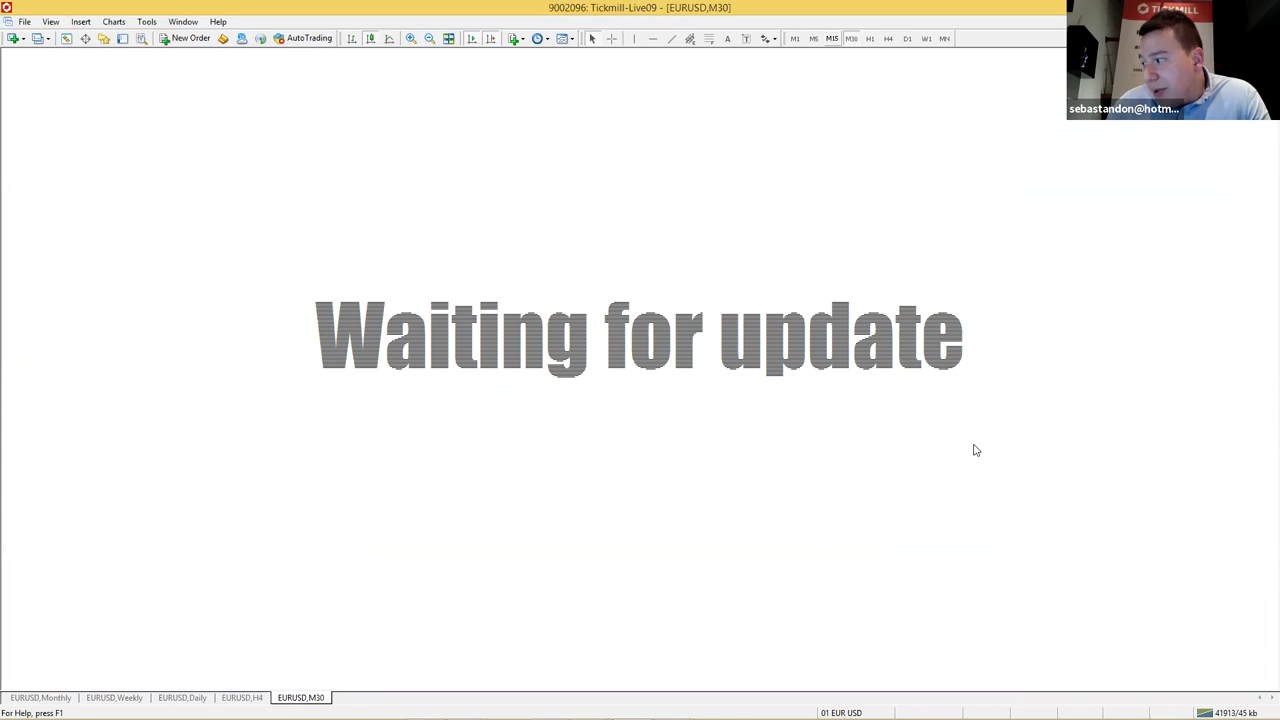 9002096: Tickmill-Live09 - [EURUSD,M30]
File View Insert Charts Tools Window Help
New Order AutoTrading A T M1 M5 M15 M30 H1 H4 D1 W1 MN
TICKMILL
sebastandon@hotm...
Waiting for update
EURUSD,Monthly EURUSD,Weekly EURUSD,Daily EURUSD,H4 EURUSD,M30
For Help, press F1 01 EUR USD 41913/45 kb